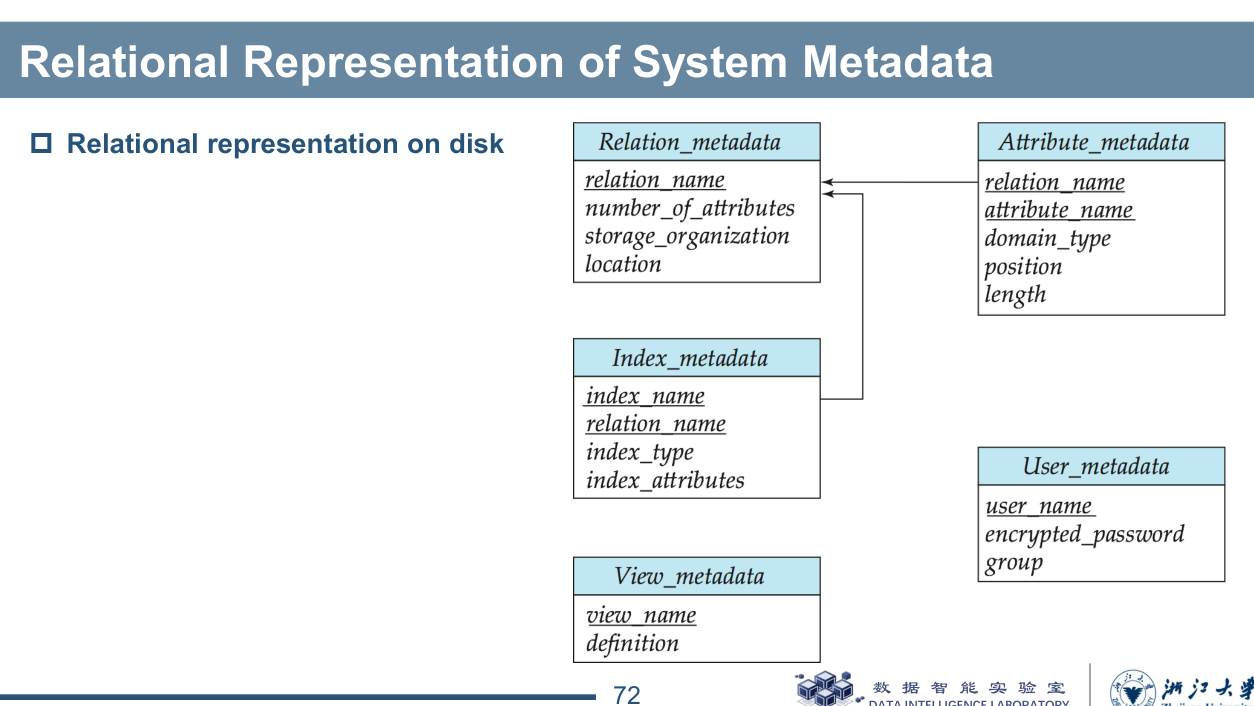 Relational Representation of System Metadata
Relational representation on disk
Relation_metadata
relation_name
number_of_attributes
storage_organization
location
Attribute_metadata
relation_name
attribute_name
domain_type
position
length
Index_metadata
index_name
relation_name
index_type
index_attributes
User_metadata
user_name
encrypted_password
group
View_metadata
view_name
definition
72
数据智能实验室
DATA INTELLIGENCE LABORATORY
浙江大学